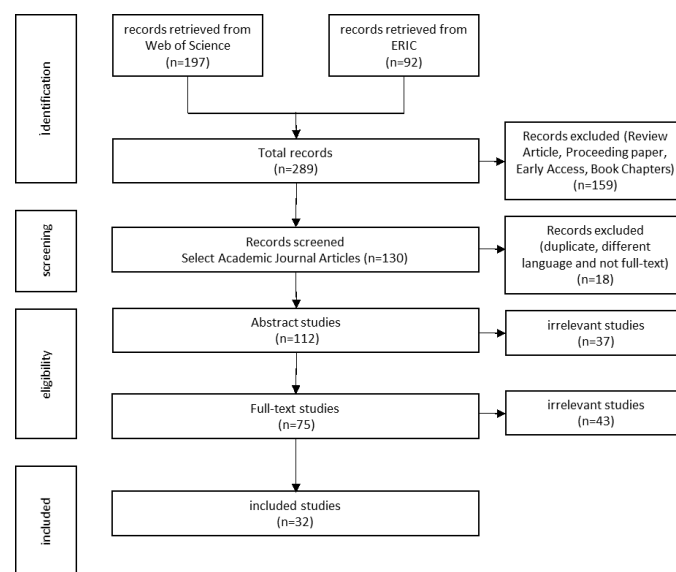 identification
records retrieved from
Web of Science
(n=197)
records retrieved from
ERIC
(n=92)
Total records
(n=289)
Records excluded (Review
Article, Proceeding paper,
Early Access, Book Chapters)
(n=159)
screening
Records screened
Select Academic Journal Articles (n=130)
Records excluded
(duplicate, different
language and not full-text)
(n=18)
eligibility
Abstract studies
(n=112)
irrelevant studies
(n=37)
Full-text studies
(n=75)
irrelevant studies
(n=43)
included
included studies
(n=32)